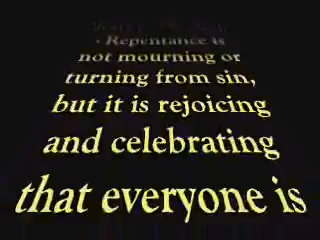 - Repentance is
not mourning or
turning from sin,
but it is rejoicing
and celebrating
that everyone is